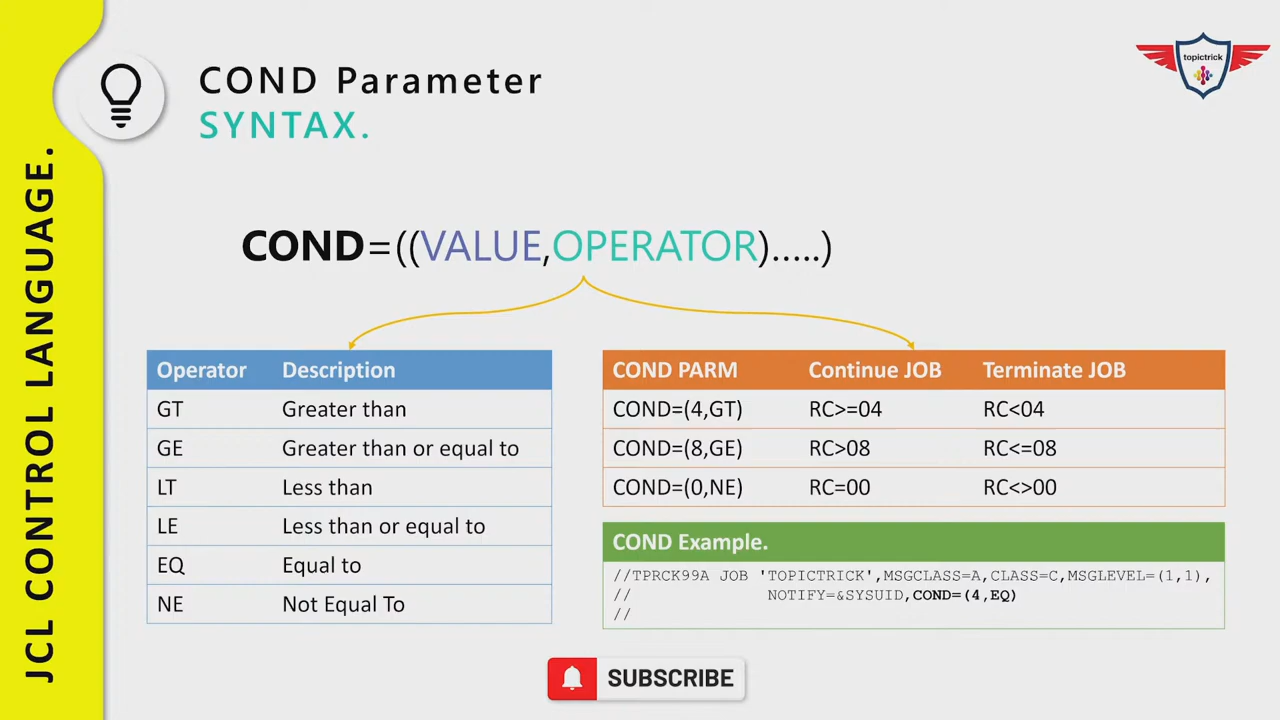 JCL CONTROL LANGUAGE.
COND Parameter
SYNTAX.
topictrick
COND=((VALUE,OPERATOR).....)
Operator Description
GT Greater than
GE Greater than or equal to
LT Less than
LE Less than or equal to
EQ Equal to
NE Not Equal To
COND PARM Continue JOB Terminate JOB
COND=(4,GT) RC>=04 RC<04
COND=(8,GE) RC>08 RC<=08
COND=(0,NE) RC=00 RC<>00
COND Example.
//TPRCK99A JOB 'TOPICTRICK',MSGCLASS=A,CLASS=C,MSGLEVEL=(1,1),
// NOTIFY=&SYSUID,COND=(4,EQ)
//
SUBSCRIBE